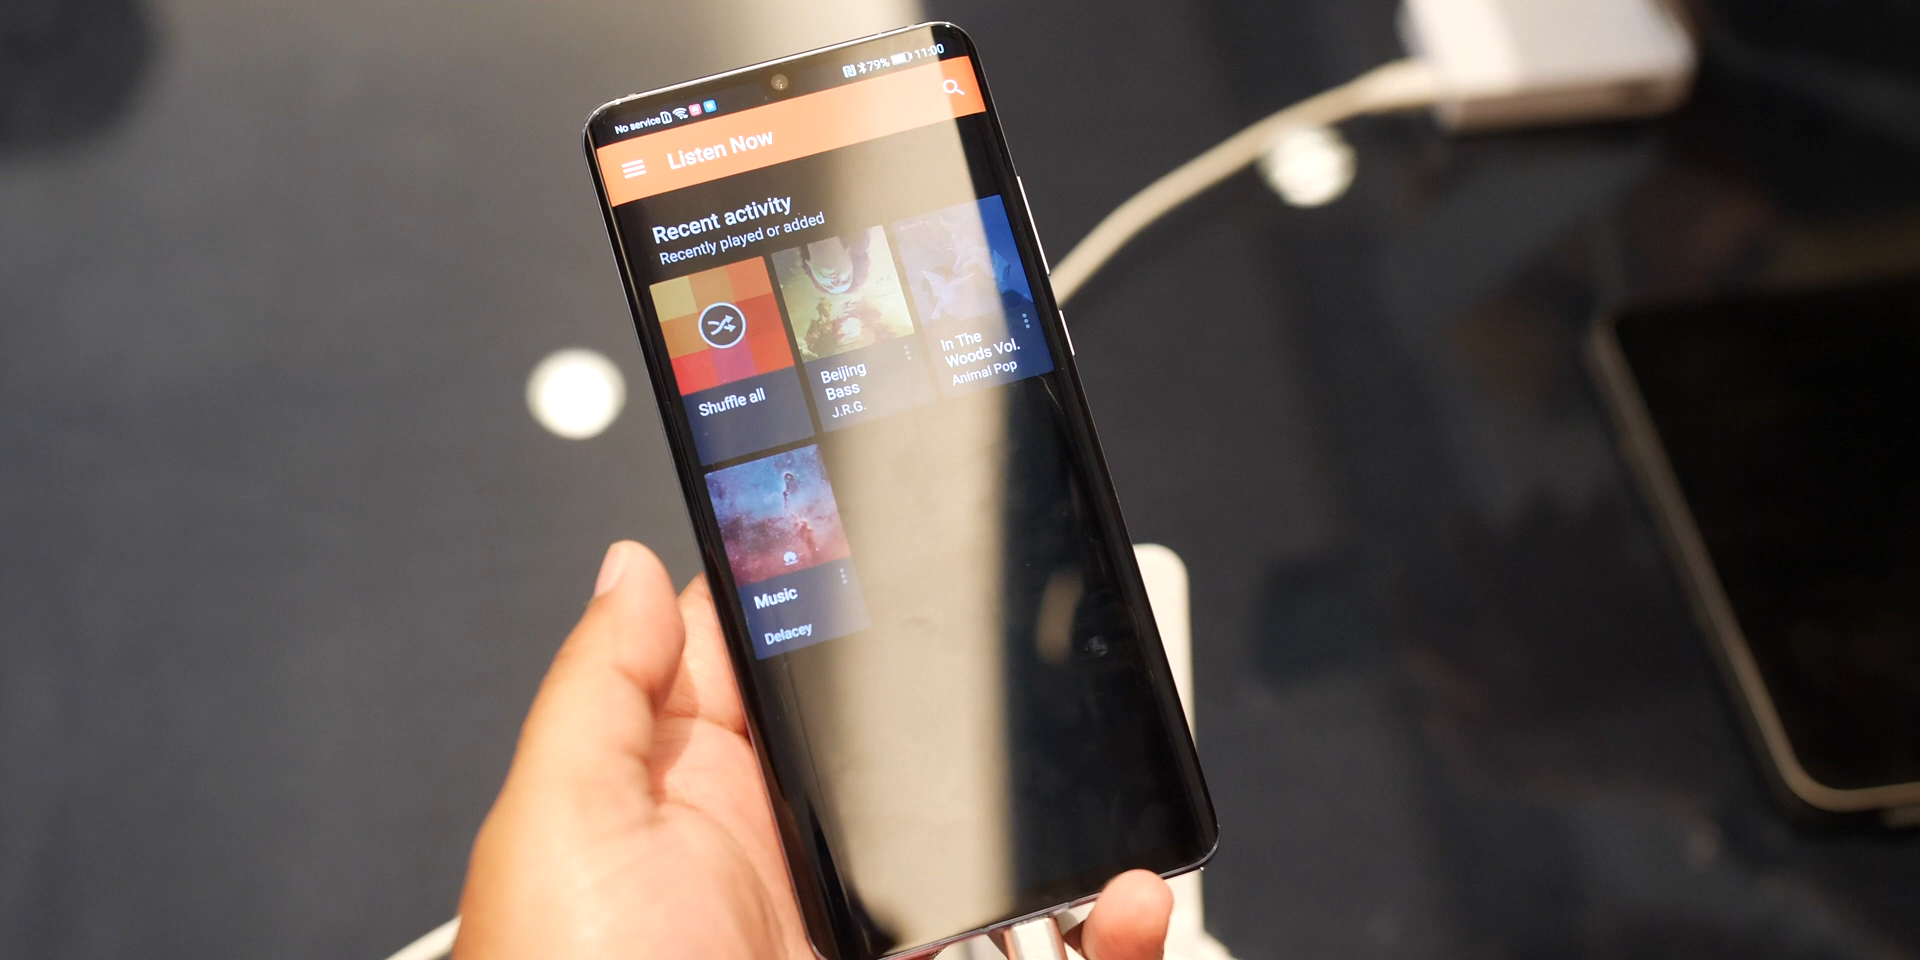 No service
79% 11:00
Listen Now
Recent activity
Recently played or added
Shuffle all
Beijing
Bass
J.R.G.
In The
Woods Vol.
Animal Pop
Music
Delacey